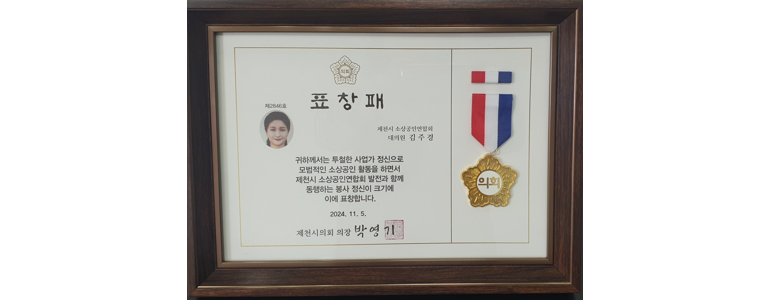 의회
표창패
제2646호
제천시 소상공인연합회
대의원 김주경
귀하께서는 투철한 사업가 정신으로
모범적인 소상공인 활동을 하면서
제천시 소상공인연합회 발전과 함께
동행하는 봉사 정신이 크기에
이에 표창합니다.
2024. 11. 5.
제천시의회 의장 박영기
의회